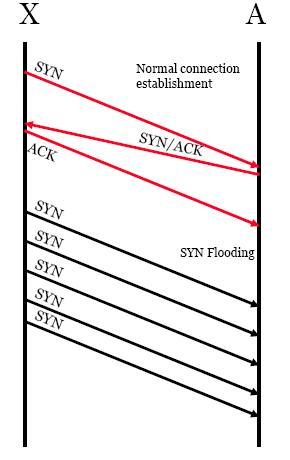 X
A
SYN
Normal connection
establishment
SYN/ACK
ACK
SYN
SYN
SYN Flooding
SYN
SYN
SYN